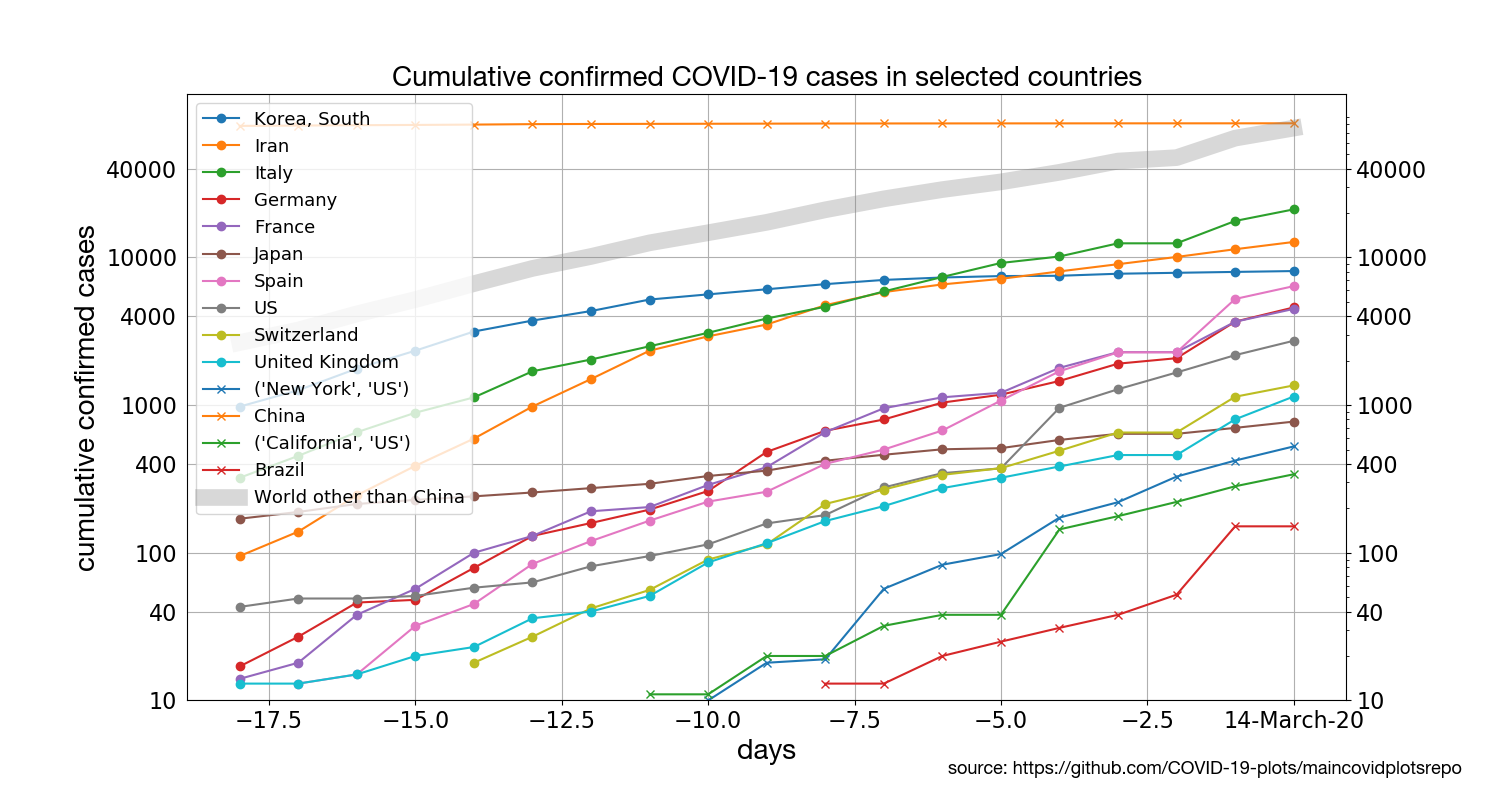 Cumulative confirmed COVID-19 cases in selected countries
cumulative confirmed cases
40000
10000
4000
1000
400
100
40
10
Korea, South
Iran
Italy
Germany
France
Japan
Spain
US
Switzerland
United Kingdom
('New York', 'US')
China
('California', 'US')
Brazil
World other than China
40000
10000
4000
1000
400
100
40
10
−17.5 −15.0 −12.5 −10.0 −7.5 −5.0 −2.5 14-March-20
days
source: https://github.com/COVID-19-plots/maincovidplotsrepo